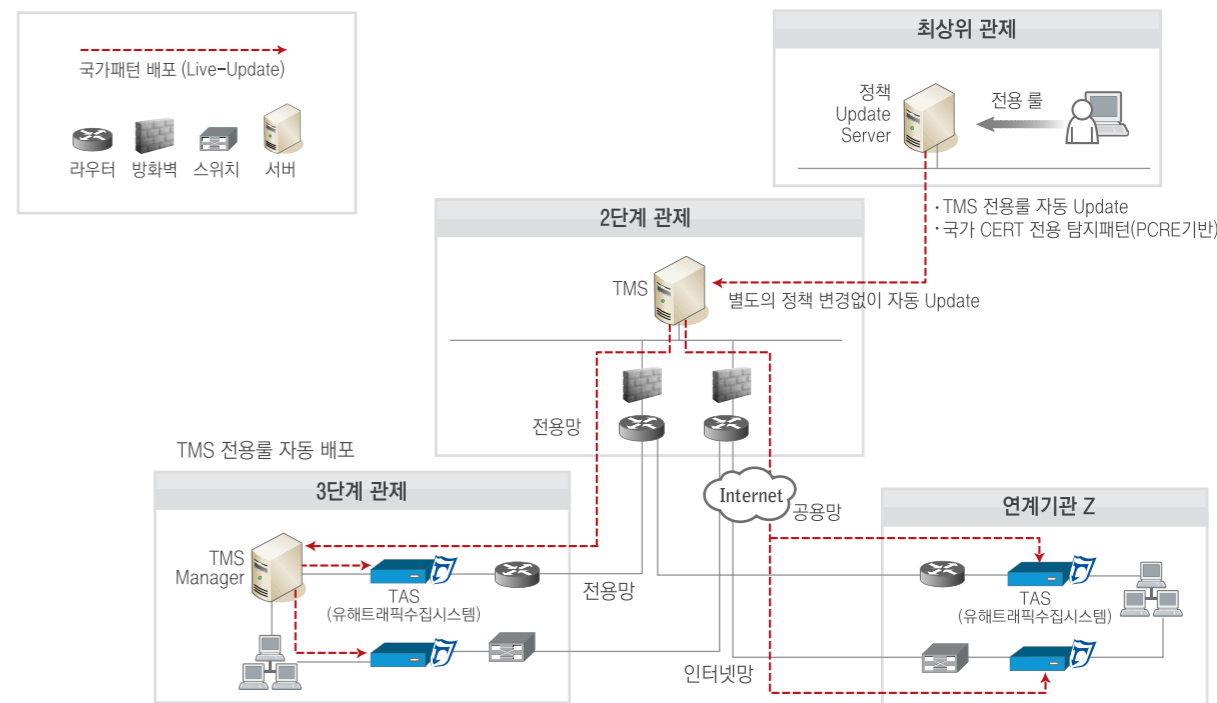 국가패턴 배포 (Live-Update)
라우터
방화벽
스위치
서버
최상위 관제
정책
Update
Server
전용 룰
· TMS 전용룰 자동 Update
· 국가 CERT 전용 탐지패턴(PCRE기반)
2단계 관제
TMS
별도의 정책 변경없이 자동 Update
전용망
TMS 전용룰 자동 배포
3단계 관제
TMS
Manager
TAS
(유해트래픽수집시스템)
전용망
Internet
공용망
인터넷망
연계기관 Z
TAS
(유해트래픽수집시스템)